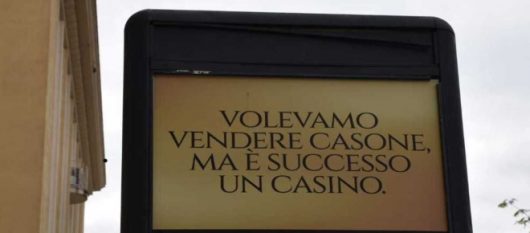 VOLEVAMO
VENDERE CASONE,
MA È SUCCESSO
UN CASINO.